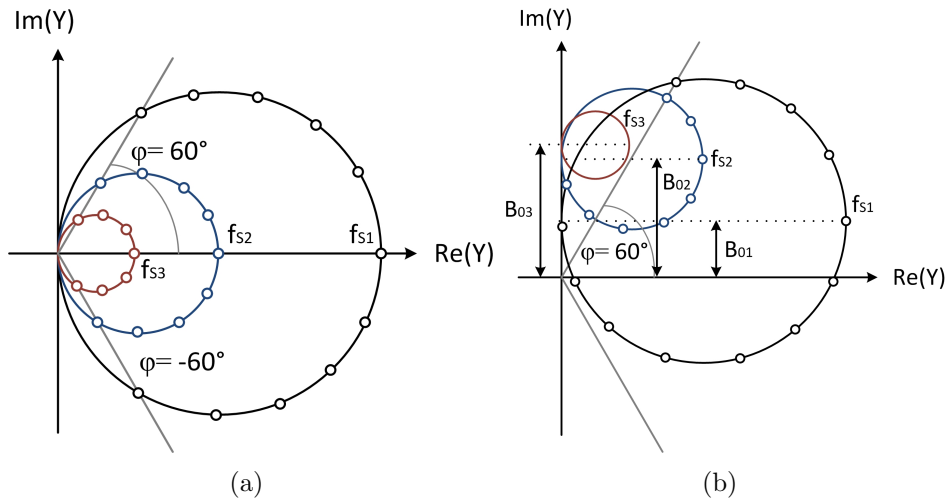 Im(Y)
φ= 60°
fS1
fS2
fS3
Re(Y)
φ= -60°
(a)
Im(Y)
fS3
fS2
B02
B03
fS1
φ= 60°
B01
Re(Y)
(b)